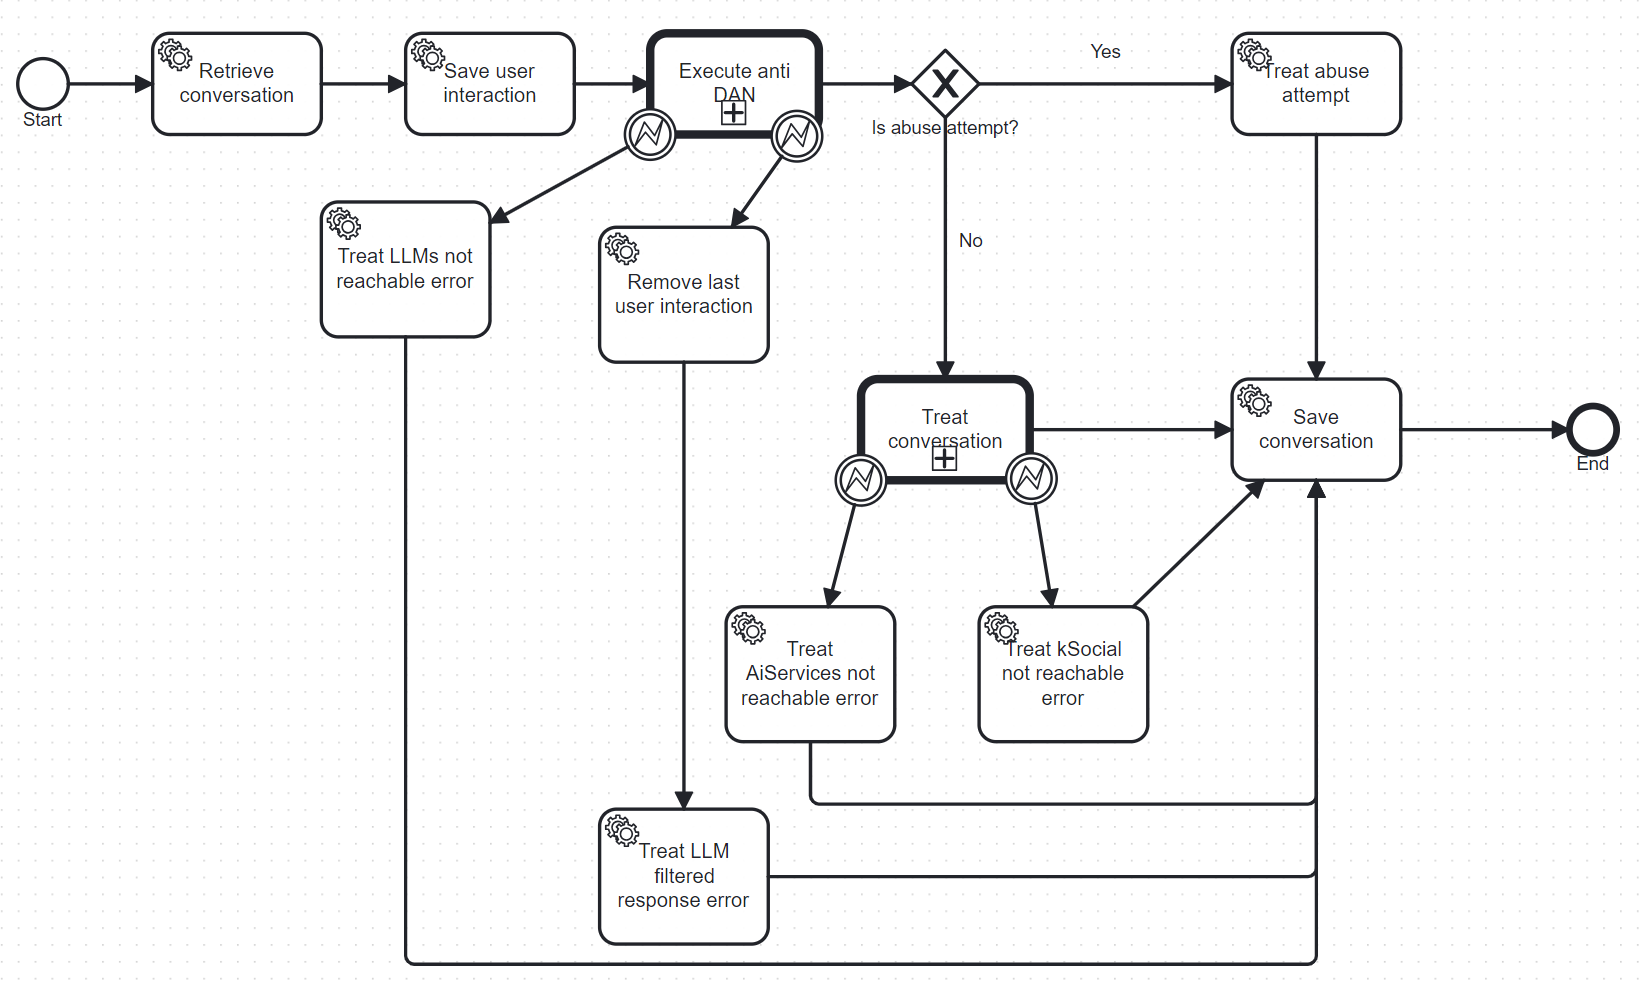 Start
Retrieve
conversation
Save user
interaction
Execute anti
DAN
Is abuse attempt?
Yes
Treat abuse
attempt
Treat LLMs not
reachable error
Remove last
user interaction
No
Treat
conversation
Save
conversation
End
Treat
AiServices not
reachable error
Treat kSocial
not reachable
error
Treat LLM
filtered
response error